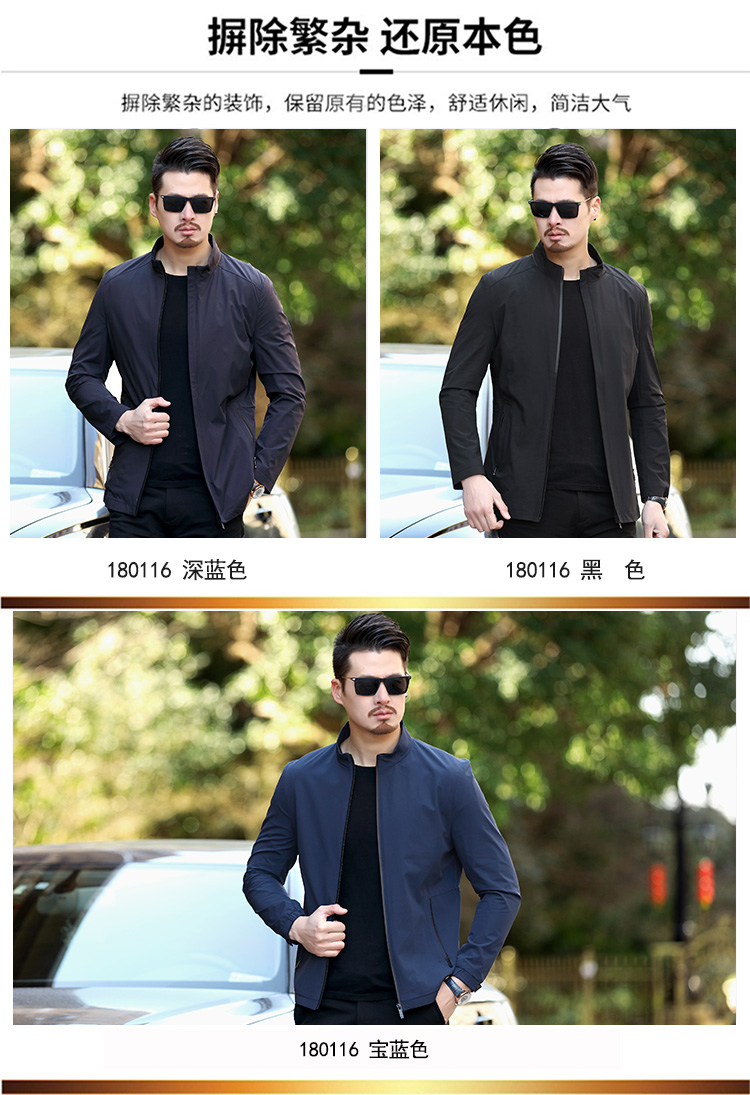 摒除繁杂 还原本色
摒除繁杂的装饰，保留原有的色泽，舒适休闲，简洁大气
180116 深蓝色
180116 黑 色
180116 宝蓝色